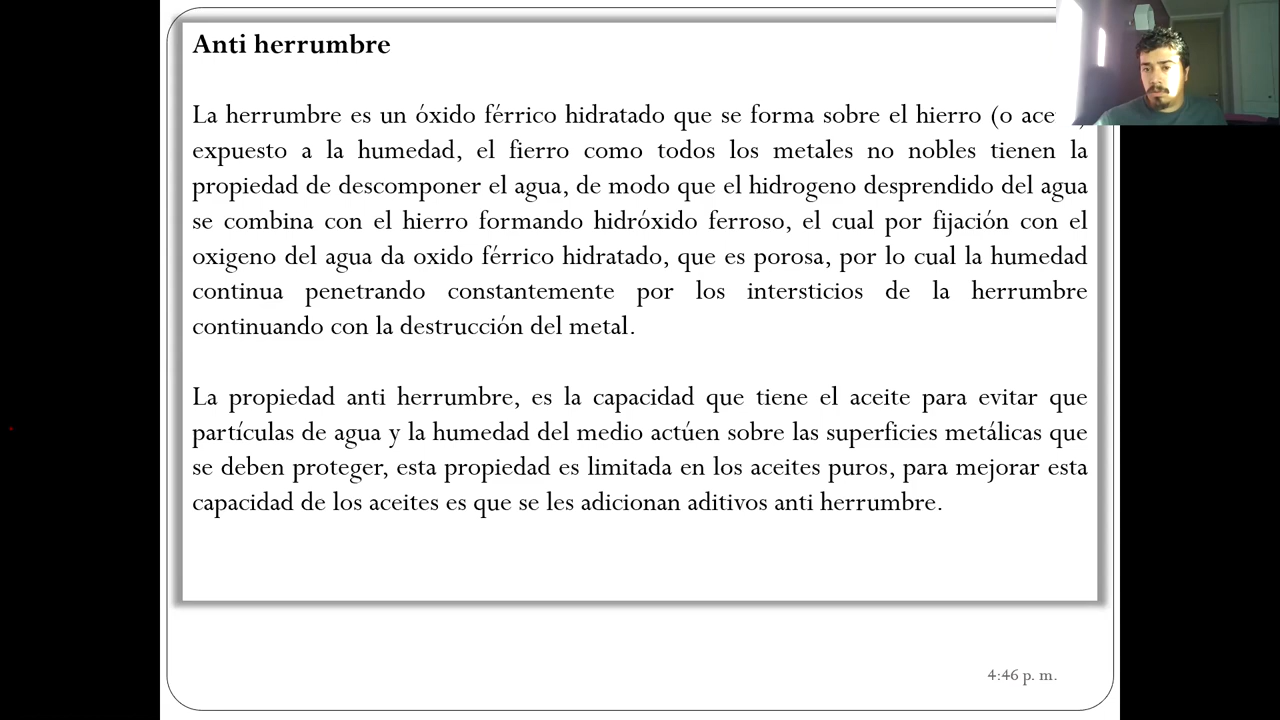 Anti herrumbre
La herrumbre es un óxido férrico hidratado que se forma sobre el hierro (o
expuesto a la humedad, el fierro como todos los metales no nobles tienen la
propiedad de descomponer el agua, de modo que el hidrogeno desprendido del agua
se combina con el hierro formando hidróxido ferroso, el cual por fijación con el
oxigeno del agua da oxido férrico hidratado, que es porosa, por lo cual la humedad
continua penetrando constantemente por los intersticios de la herrumbre
continuando con la destrucción del metal.
La propiedad anti herrumbre, es la capacidad que tiene el aceite para evitar que
partículas de agua y la humedad del medio actúen sobre las superficies metálicas que
se deben proteger, esta propiedad es limitada en los aceites puros, para mejorar esta
capacidad de los aceites es que se les adicionan aditivos anti herrumbre.
4:46 p. m.